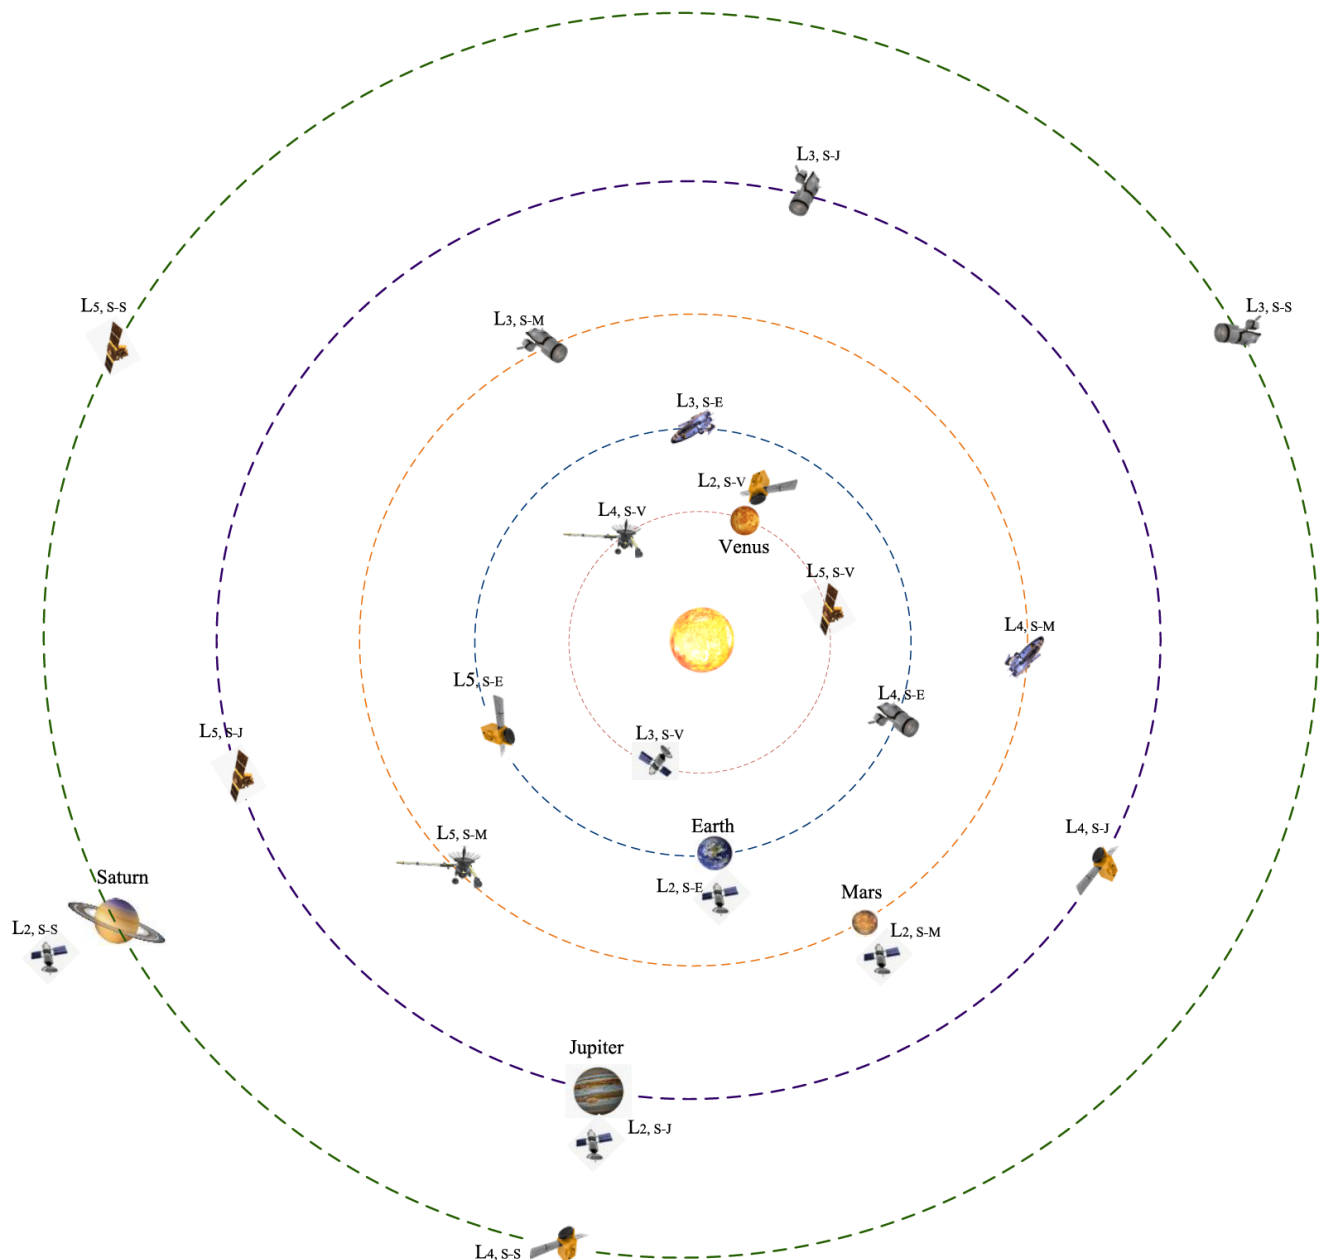 L3, S-J
L5, S-S
L3, S-S
L3, S-M
L3, S-E
L2, S-V
L4, S-V
Venus
L5, S-V
L4, S-M
L5, S-E
L4, S-E
L5, S-J
L3, S-V
Earth
L5, S-M
L4, S-J
Saturn
L2, S-E
Mars
L2, S-S
L2, S-M
Jupiter
L2, S-J
L4, S-S